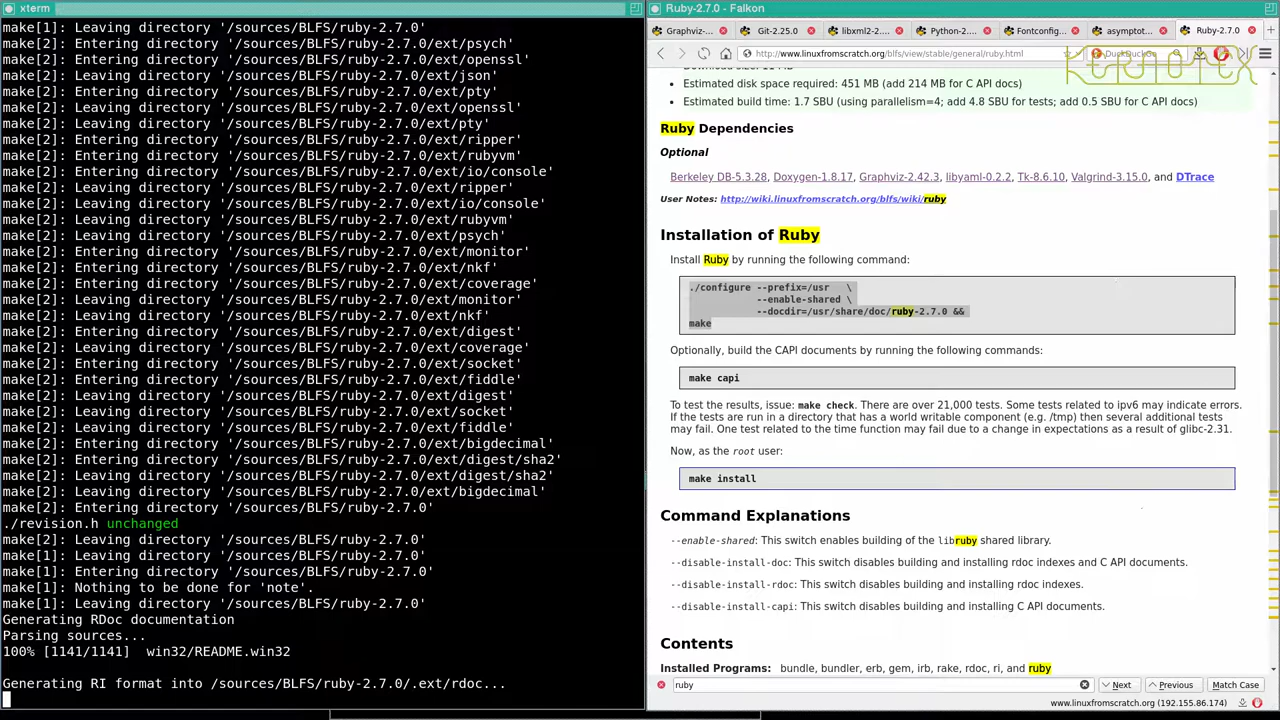 xterm
make[1]: Leaving directory '/sources/BLFS/ruby-2.7.0'
make[2]: Entering directory '/sources/BLFS/ruby-2.7.0/ext/psych'
make[2]: Entering directory '/sources/BLFS/ruby-2.7.0/ext/openssl'
make[2]: Entering directory '/sources/BLFS/ruby-2.7.0/ext/json'
make[2]: Entering directory '/sources/BLFS/ruby-2.7.0/ext/pty'
make[2]: Leaving directory '/sources/BLFS/ruby-2.7.0/ext/openssl'
make[2]: Leaving directory '/sources/BLFS/ruby-2.7.0/ext/pty'
make[2]: Entering directory '/sources/BLFS/ruby-2.7.0/ext/ripper'
make[2]: Entering directory '/sources/BLFS/ruby-2.7.0/ext/rubyvm'
make[2]: Entering directory '/sources/BLFS/ruby-2.7.0/ext/io/console'
make[2]: Leaving directory '/sources/BLFS/ruby-2.7.0/ext/ripper'
make[2]: Leaving directory '/sources/BLFS/ruby-2.7.0/ext/io/console'
make[2]: Leaving directory '/sources/BLFS/ruby-2.7.0/ext/rubyvm'
make[2]: Leaving directory '/sources/BLFS/ruby-2.7.0/ext/psych'
make[2]: Entering directory '/sources/BLFS/ruby-2.7.0/ext/monitor'
make[2]: Entering directory '/sources/BLFS/ruby-2.7.0/ext/nkf'
make[2]: Entering directory '/sources/BLFS/ruby-2.7.0/ext/coverage'
make[2]: Leaving directory '/sources/BLFS/ruby-2.7.0/ext/monitor'
make[2]: Leaving directory '/sources/BLFS/ruby-2.7.0/ext/nkf'
make[2]: Entering directory '/sources/BLFS/ruby-2.7.0/ext/digest'
make[2]: Leaving directory '/sources/BLFS/ruby-2.7.0/ext/coverage'
make[2]: Entering directory '/sources/BLFS/ruby-2.7.0/ext/socket'
make[2]: Entering directory '/sources/BLFS/ruby-2.7.0/ext/fiddle'
make[2]: Leaving directory '/sources/BLFS/ruby-2.7.0/ext/digest'
make[2]: Leaving directory '/sources/BLFS/ruby-2.7.0/ext/socket'
make[2]: Leaving directory '/sources/BLFS/ruby-2.7.0/ext/fiddle'
make[2]: Entering directory '/sources/BLFS/ruby-2.7.0/ext/bigdecimal'
make[2]: Entering directory '/sources/BLFS/ruby-2.7.0/ext/digest/sha2'
make[2]: Leaving directory '/sources/BLFS/ruby-2.7.0/ext/digest/sha2'
make[2]: Leaving directory '/sources/BLFS/ruby-2.7.0/ext/bigdecimal'
make[2]: Entering directory '/sources/BLFS/ruby-2.7.0'
./revision.h unchanged
make[2]: Leaving directory '/sources/BLFS/ruby-2.7.0'
make[1]: Leaving directory '/sources/BLFS/ruby-2.7.0'
make[1]: Entering directory '/sources/BLFS/ruby-2.7.0'
make[1]: Nothing to be done for 'note'.
make[1]: Leaving directory '/sources/BLFS/ruby-2.7.0'
Generating RDoc documentation
Parsing sources...
100% [1141/1141]  win32/README.win32
Generating RI format into /sources/BLFS/ruby-2.7.0/.ext/rdoc...
Ruby-2.7.0 - Falkon
Graphviz-... Git-2.25.0 libxml2-2.... Python-2.... Fontconfig... asymptot... Ruby-2.7.0
http://www.linuxfromscratch.org/blfs/view/stable/general/ruby.html DuckDuckGo
KERNOTEX
Estimated disk space required: 451 MB (add 214 MB for C API docs)
Estimated build time: 1.7 SBU (using parallelism=4; add 4.8 SBU for tests; add 0.5 SBU for C API docs)
Ruby Dependencies
Optional
Berkeley DB-5.3.28, Doxygen-1.8.17, Graphviz-2.42.3, libyaml-0.2.2, Tk-8.6.10, Valgrind-3.15.0, and DTrace
User Notes: http://wiki.linuxfromscratch.org/blfs/wiki/ruby
Installation of Ruby
Install Ruby by running the following command:
./configure --prefix=/usr \
--enable-shared \
--docdir=/usr/share/doc/ruby-2.7.0 &&
make
Optionally, build the CAPI documents by running the following commands:
make capi
To test the results, issue: make check. There are over 21,000 tests. Some tests related to ipv6 may indicate errors.
If the tests are run in a directory that has a world writable component (e.g. /tmp) then several additional tests
may fail. One test related to the time function may fail due to a change in expectations as a result of glibc-2.31.
Now, as the root user:
make install
Command Explanations
--enable-shared: This switch enables building of the libruby shared library.
--disable-install-doc: This switch disables building and installing rdoc indexes and C API documents.
--disable-install-rdoc: This switch disables building and installing rdoc indexes.
--disable-install-capi: This switch disables building and installing C API documents.
Contents
Installed Programs: bundle, bundler, erb, gem, irb, rake, rdoc, ri, and ruby
ruby Next Previous Match Case
www.linuxfromscratch.org (192.155.86.174)